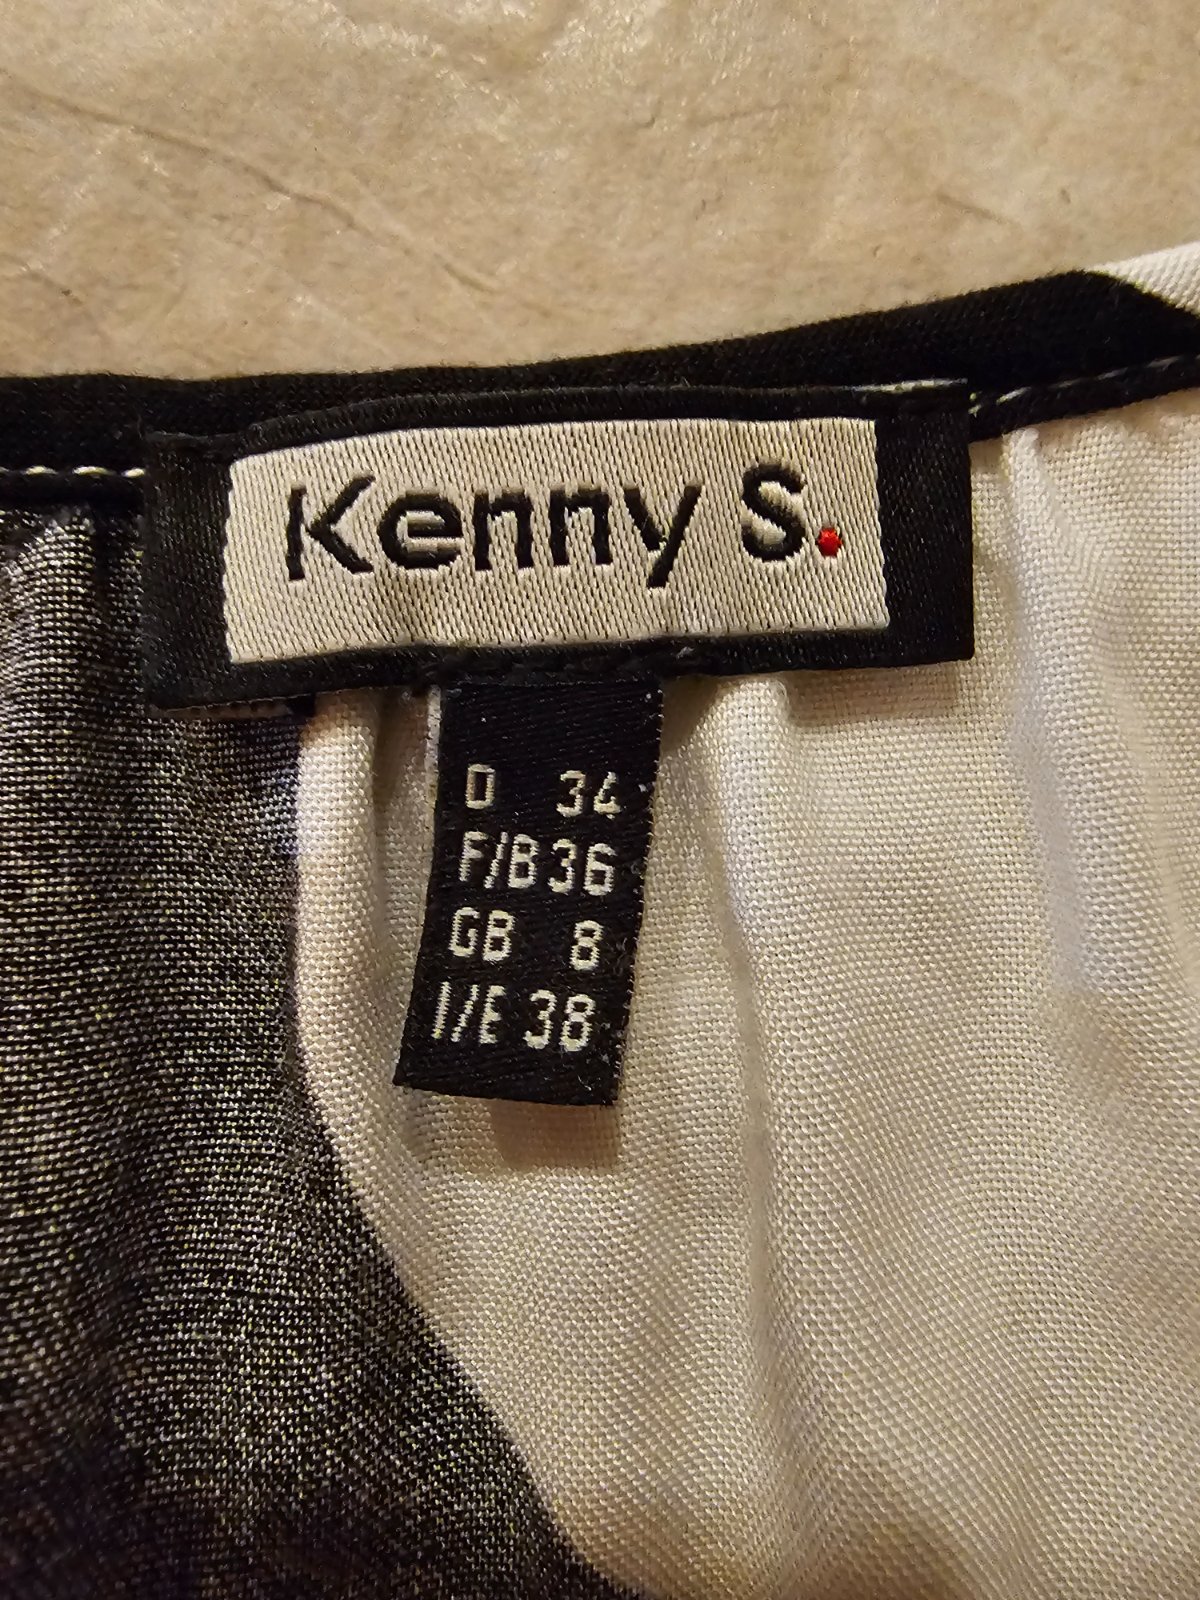 Kenny S.
D 34
F/B 36
GB 8
I/E 38